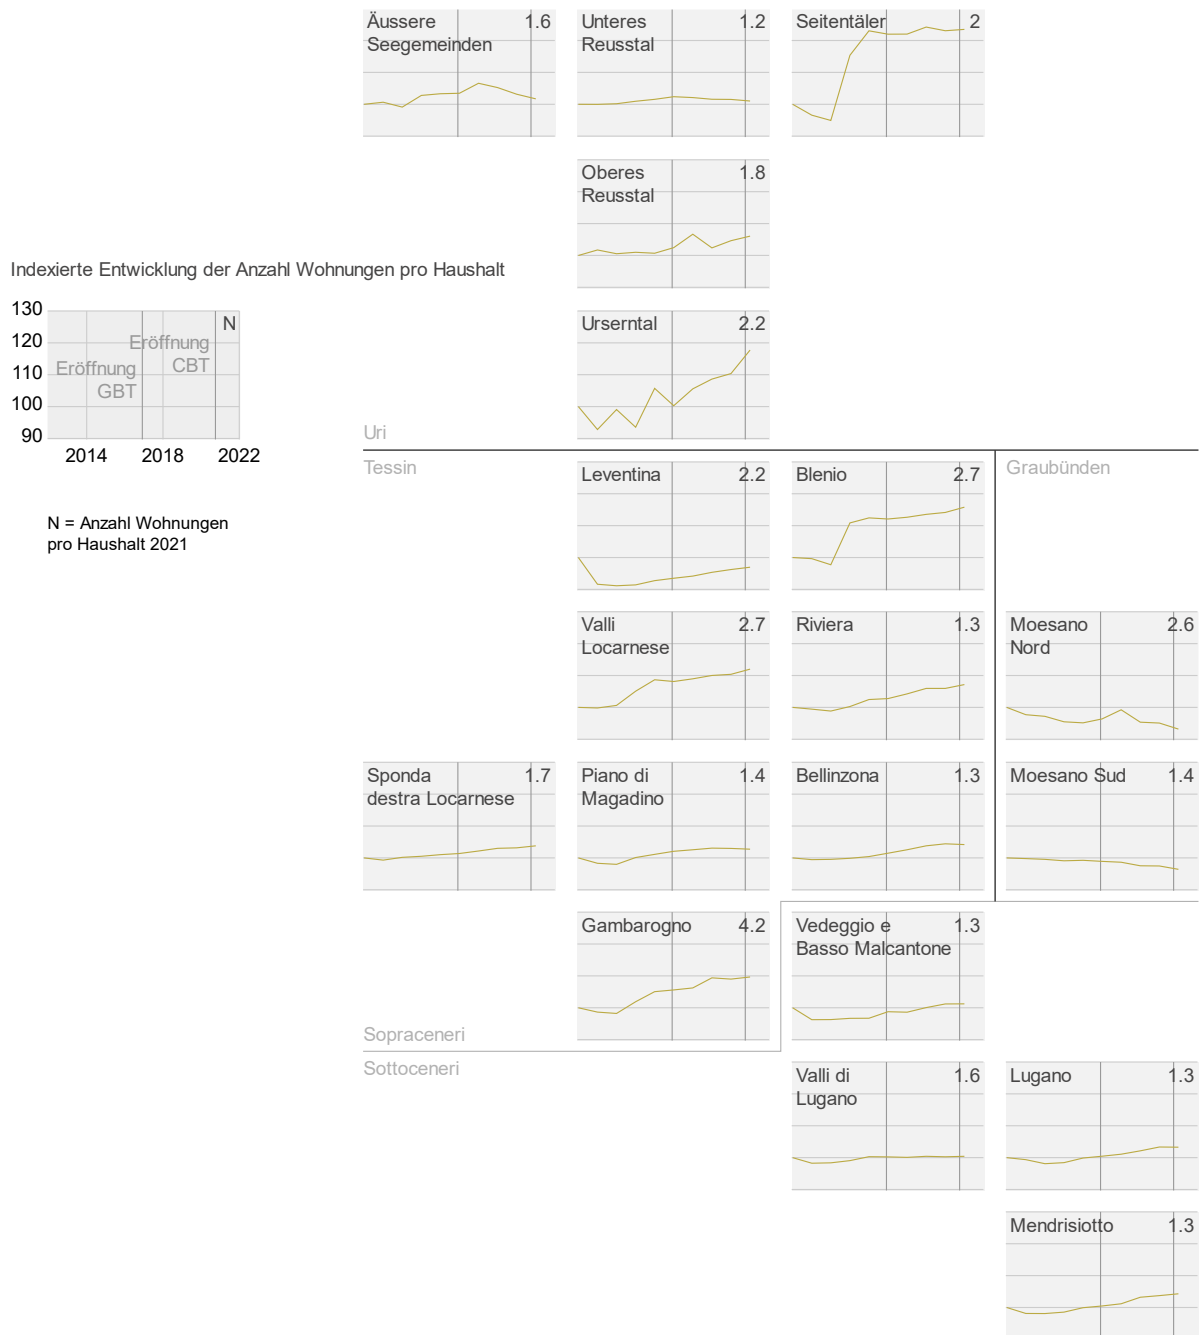 Äussere
Seegemeinden
1.6
Unteres
Reusstal
1.2
Seitentäler
2
Oberes
Reusstal
1.8
Indexierte Entwicklung der Anzahl Wohnungen pro Haushalt
130
120
110
100
90
N
Eröffnung
CBT
Eröffnung
GBT
2014
2018
2022
N = Anzahl Wohnungen
pro Haushalt 2021
Urserntal
2.2
Uri
Tessin
Graubünden
Leventina
2.2
Blenio
2.7
Valli
Locarnese
2.7
Riviera
1.3
Moesano
Nord
2.6
Sponda
destra Locarnese
1.7
Piano di
Magadino
1.4
Bellinzona
1.3
Moesano Sud
1.4
Gambarogno
4.2
Vedeggio e
Basso Malcantone
1.3
Sopraceneri
Sottoceneri
Valli di
Lugano
1.6
Lugano
1.3
Mendrisiotto
1.3